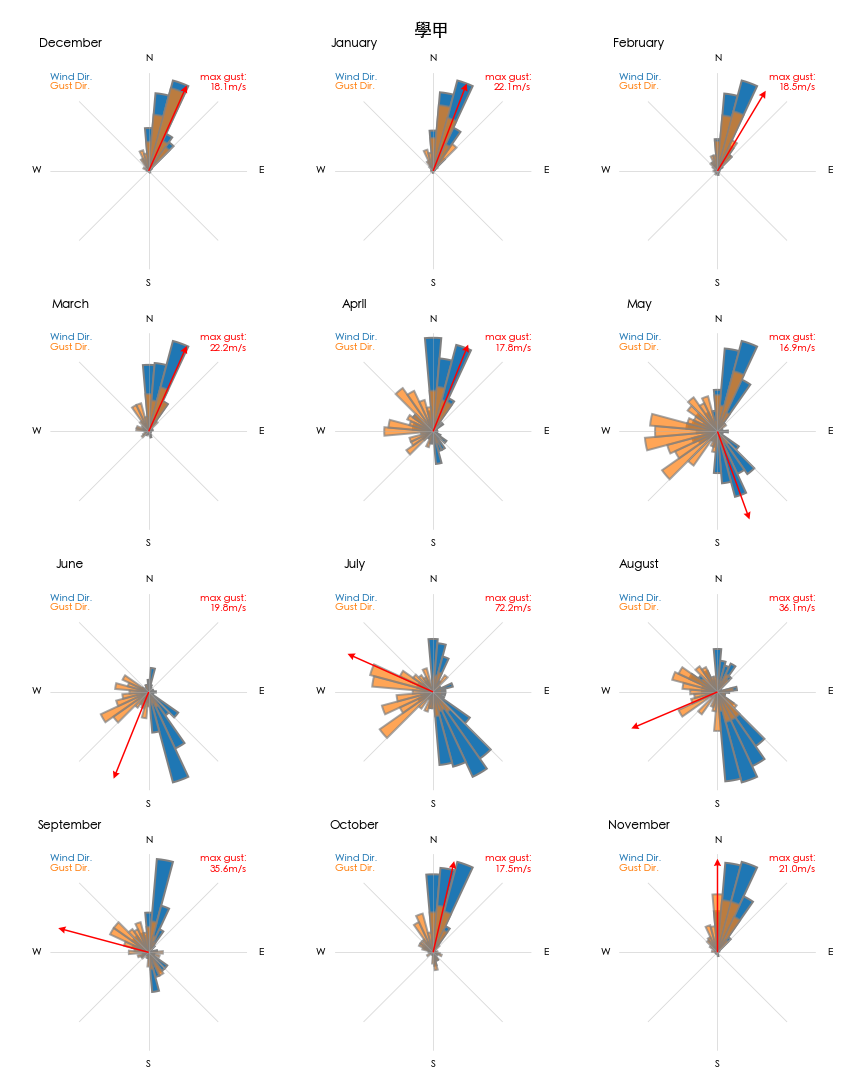 學甲
December
N
Wind Dir.
Gust Dir.
max gust:
18.1m/s
W
E
S
January
N
Wind Dir.
Gust Dir.
max gust:
22.1m/s
W
E
S
February
N
Wind Dir.
Gust Dir.
max gust:
18.5m/s
W
E
S
March
N
Wind Dir.
Gust Dir.
max gust:
22.2m/s
W
E
S
April
N
Wind Dir.
Gust Dir.
max gust:
17.8m/s
W
E
S
May
N
Wind Dir.
Gust Dir.
max gust:
16.9m/s
W
E
S
June
N
Wind Dir.
Gust Dir.
max gust:
19.8m/s
W
E
S
July
N
Wind Dir.
Gust Dir.
max gust:
72.2m/s
W
E
S
August
N
Wind Dir.
Gust Dir.
max gust:
36.1m/s
W
E
S
September
N
Wind Dir.
Gust Dir.
max gust:
35.6m/s
W
E
S
October
N
Wind Dir.
Gust Dir.
max gust:
17.5m/s
W
E
S
November
N
Wind Dir.
Gust Dir.
max gust:
21.0m/s
W
E
S